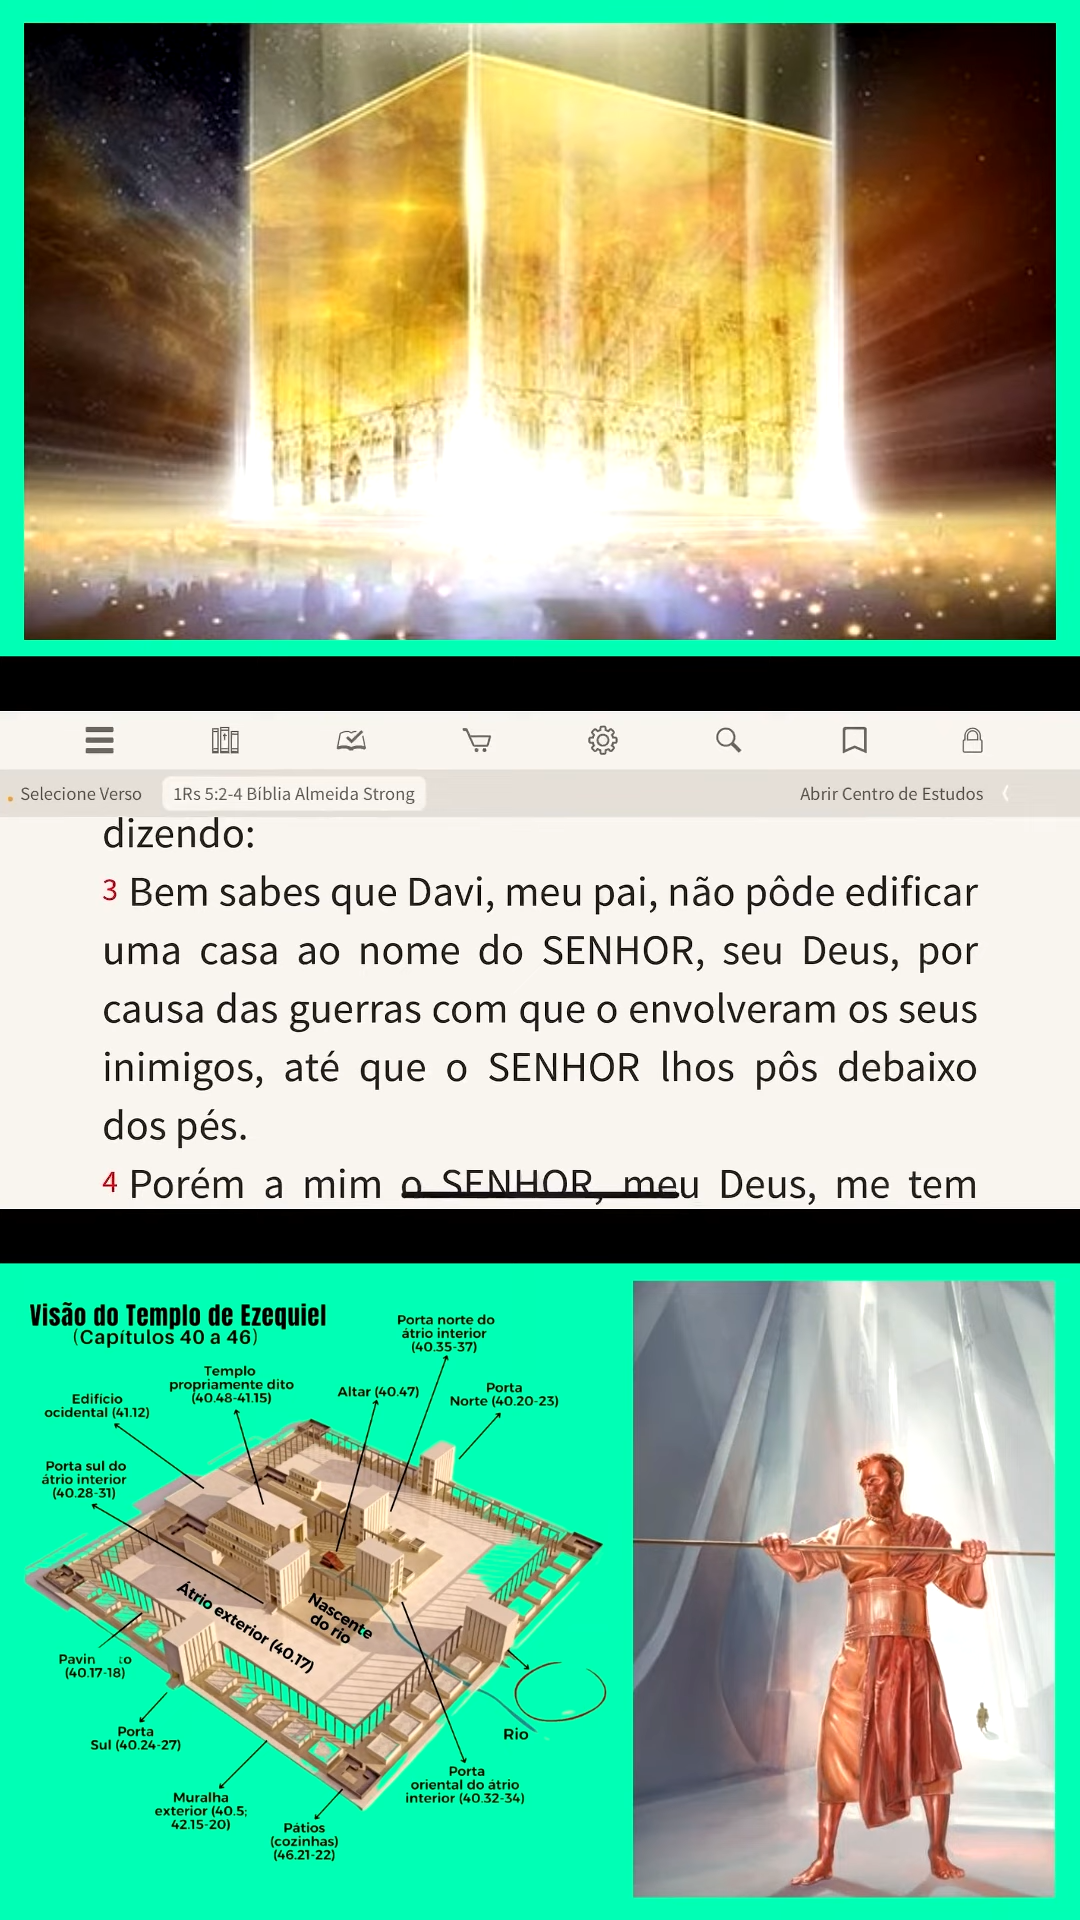 Selecione Verso
1Rs 5:2-4 Bíblia Almeida Strong
Abrir Centro de Estudos
dizendo:
3 Bem sabes que Davi, meu pai, não pôde edificar
uma casa ao nome do SENHOR, seu Deus, por
causa das guerras com que o envolveram os seus
inimigos, até que o SENHOR lhos pôs debaixo
dos pés.
4 Porém a mim o SENHOR, meu Deus, me tem
Visão do Templo de Ezequiel
(Capítulos 40 a 46)
Porta norte do
átrio interior
(40.35-37)
Templo
propriamente dito
(40.48-41.15)
Altar (40.47)
Porta
Norte (40.20-23)
Edifício
ocidental (41.12)
Porta sul do
átrio interior
(40.28-31)
Átrio exterior (40.17)
Nascente
do rio
(40.17-18)
Porta
Sul (40.24-27)
Rio
Muralha
exterior (40.5;
42.15-20)
Porta
oriental do átrio
interior (40.32-34)
Pátios
(cozinhas)
(46.21-22)